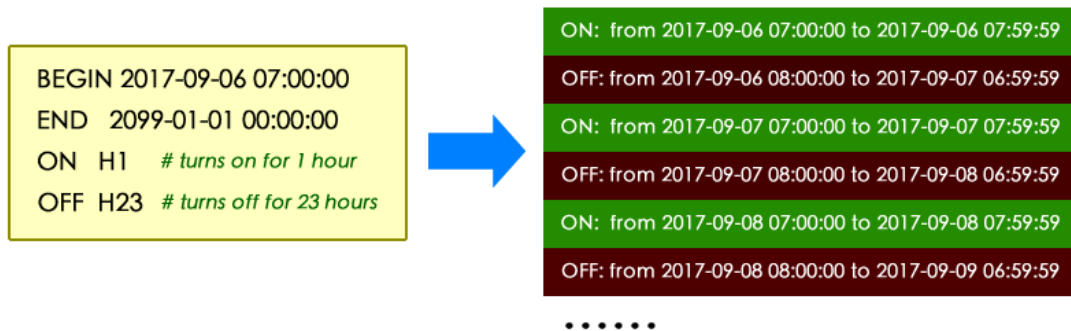 BEGIN 2017-09-06 07:00:00
END 2099-01-01 00:00:00
ON H1 # turns on for 1 hour
OFF H23 # turns off for 23 hours
ON: from 2017-09-06 07:00:00 to 2017-09-06 07:59:59
OFF: from 2017-09-06 08:00:00 to 2017-09-07 06:59:59
ON: from 2017-09-07 07:00:00 to 2017-09-07 07:59:59
OFF: from 2017-09-07 08:00:00 to 2017-09-08 06:59:59
ON: from 2017-09-08 07:00:00 to 2017-09-08 07:59:59
OFF: from 2017-09-08 08:00:00 to 2017-09-09 06:59:59
......